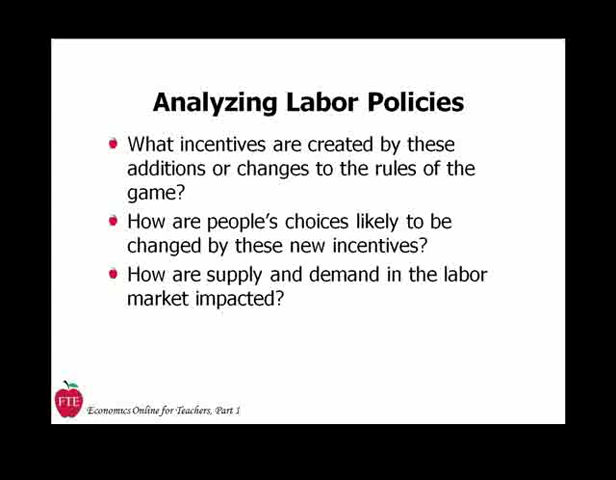 Analyzing Labor Policies
What incentives are created by these
additions or changes to the rules of the
game?
How are people's choices likely to be
changed by these new incentives?
How are supply and demand in the labor
market impacted?
FTE
Economics Online for Teachers, Part 1